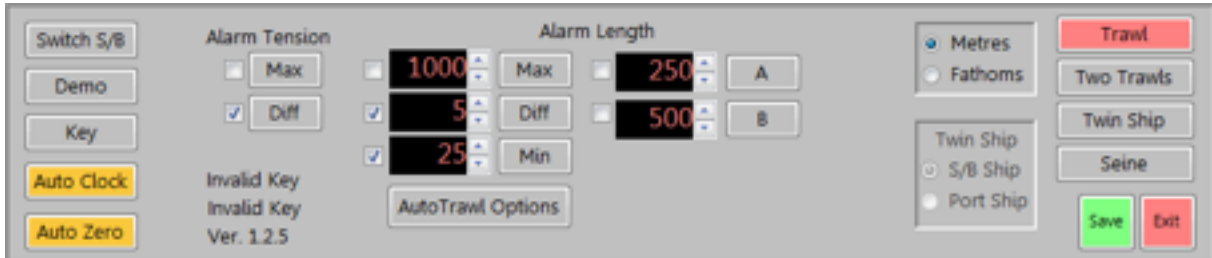 Switch S/B
Demo
Key
Auto Clock
Auto Zero
Alarm Tension
Max
Diff
Invalid Key
Invalid Key
Ver. 1.2.5
Alarm Length
1000 Max
5 Diff
25 Min
AutoTrawl Options
250 A
500 B
Metres
Fathoms
Twin Ship
S/B Ship
Port Ship
Trawl
Two Trawls
Twin Ship
Seine
Save Exit